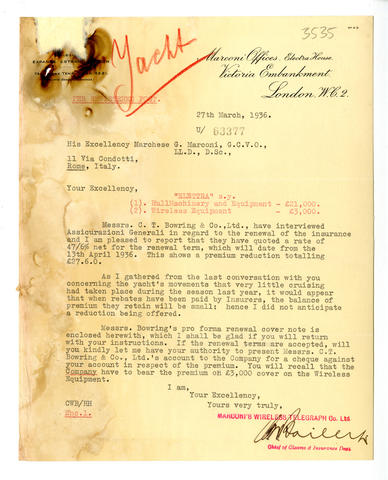 3535
Yacht
Marconi Offices, Electra House,
Victoria Embankment,
London, W.C.2.
PER REGISTERED POST.
27th March, 1936.
U/ 63377
His Excellency Marchese G. Marconi, G.C.V.O.,
LL.D., D.Sc.,
11 Via Condotti,
Rome, Italy.
Your Excellency,
"ELETTRA" s.y.
(1). HullMachinery and Equipment - £21,000.
(2). Wireless Equipment - £3,000.
Messrs. C. T. Bowring & Co.,Ltd., have interviewed
Assicurazioni Generali in regard to the renewal of the insurance
and I am pleased to report that they have quoted a rate of
47/6% net for the renewal term, which will date from the
13th April 1936. This shows a premium reduction totalling
£27.6.0.
As I gathered from the last conversation with you
concerning the yacht's movements that very little cruising
had taken place during the season last year, it would appear
that when rebates have been paid by Insurers, the balance of
premium they retain will be small: hence I did not anticipate
a reduction being offered.
Messrs. Bowring's pro forma renewal cover note is
enclosed herewith, which I shall be glad if you will return
with your instructions. If the renewal terms are accepted, will
you kindly let me have your authority to present Messrs. C.T.
Bowring & Co., Ltd.'s account to the Company for a cheque against
your account in respect of the premium. You will recall that the
Company have to bear the premium on £3,000 cover on the Wireless
Equipment.
I am,
Your Excellency,
Yours very truly,
MARCONI'S WIRELESS TELEGRAPH Co. Ltd.
CWB/HH
Enc.1.
Chief of Claims & Insurance Dept.